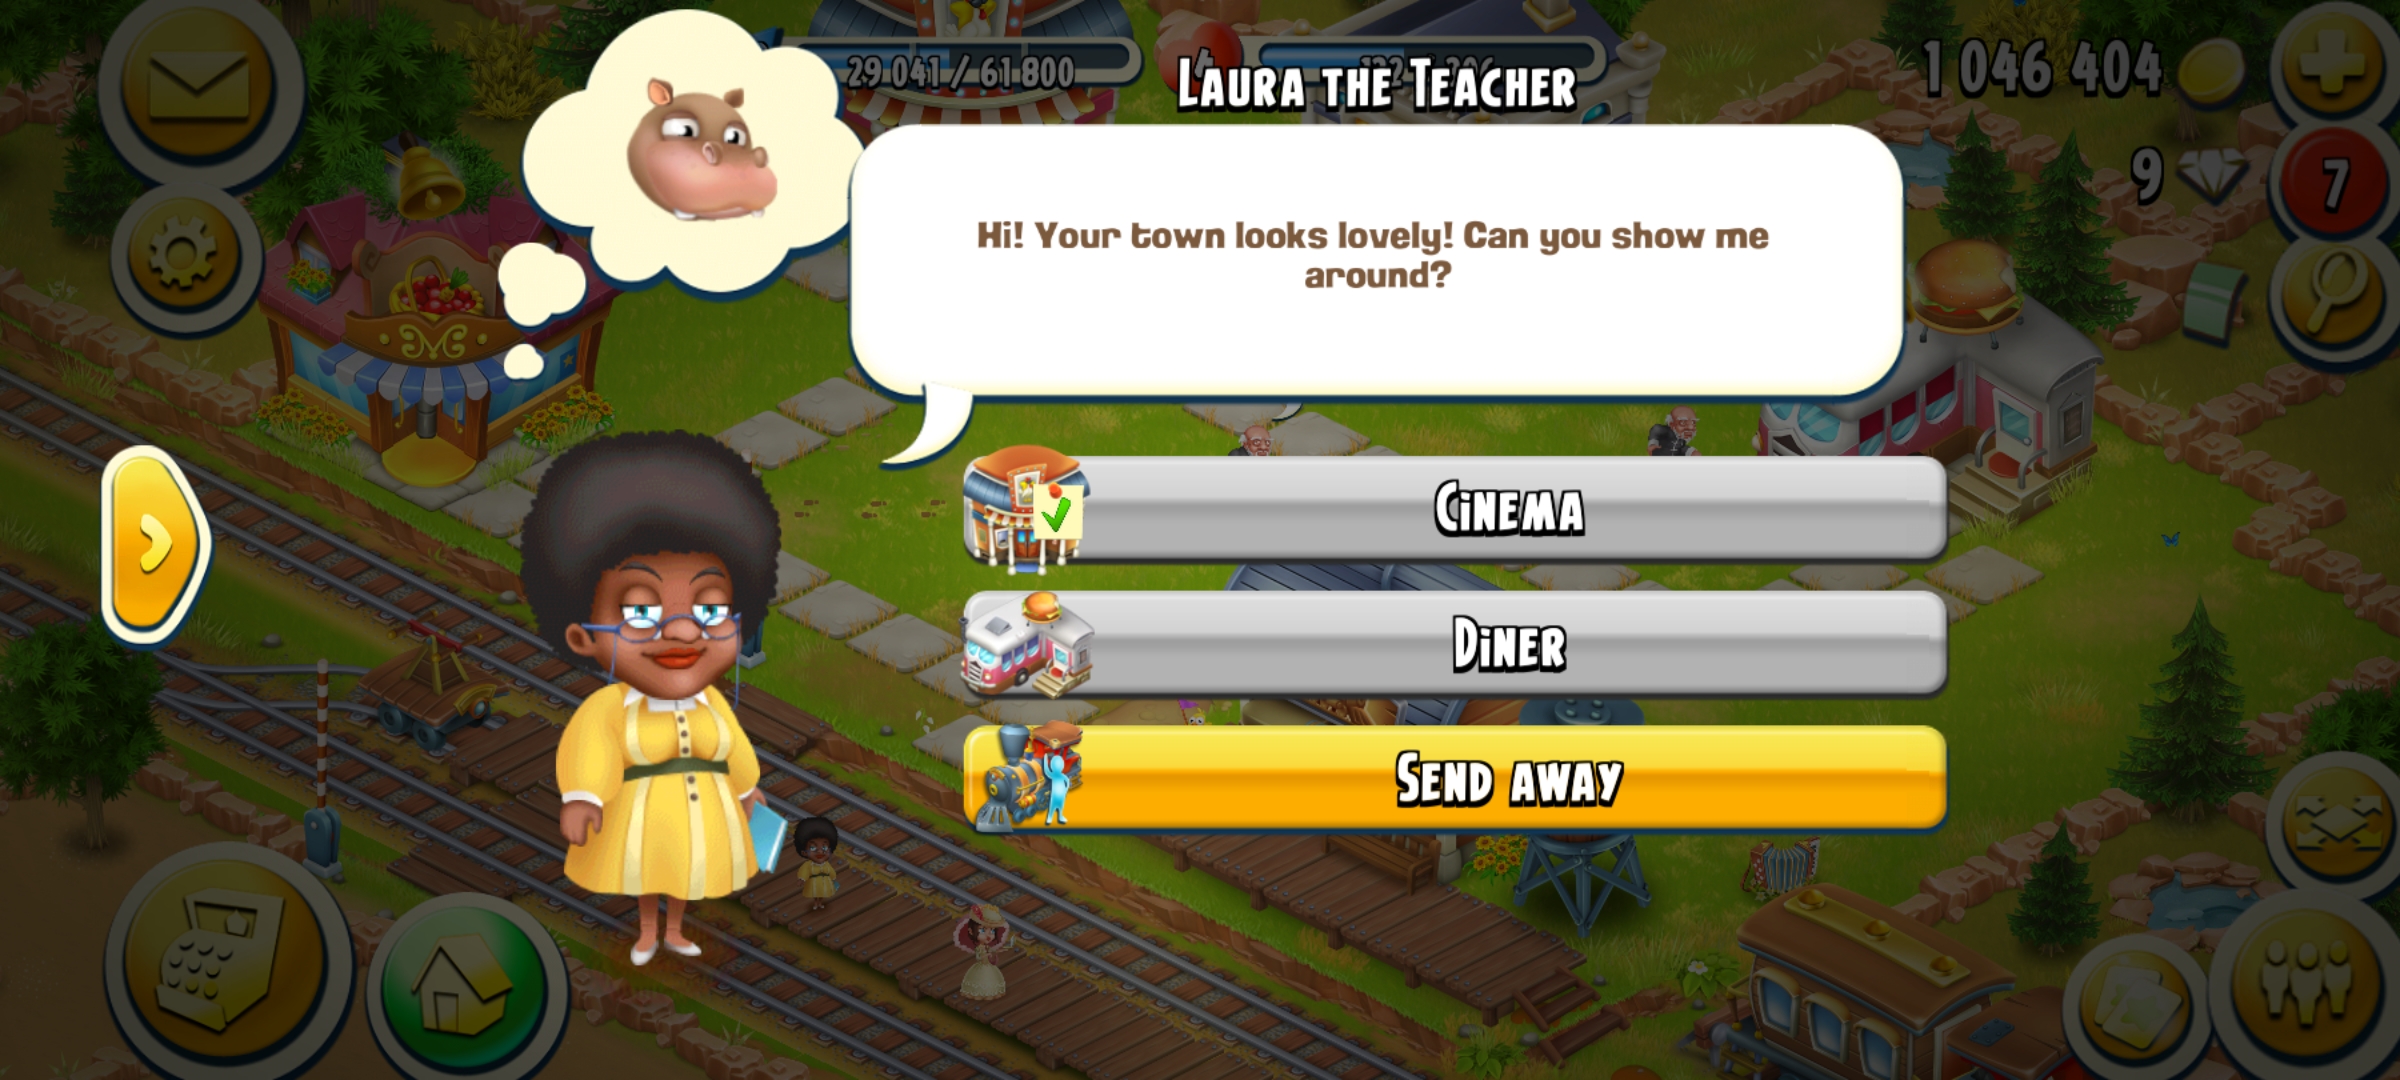 29 041 / 61 800
LAURA THE TEACHER
1 046 404
9
7
Hi! Your town looks lovely! Can you show me
around?
CINEMA
DINER
SEND AWAY